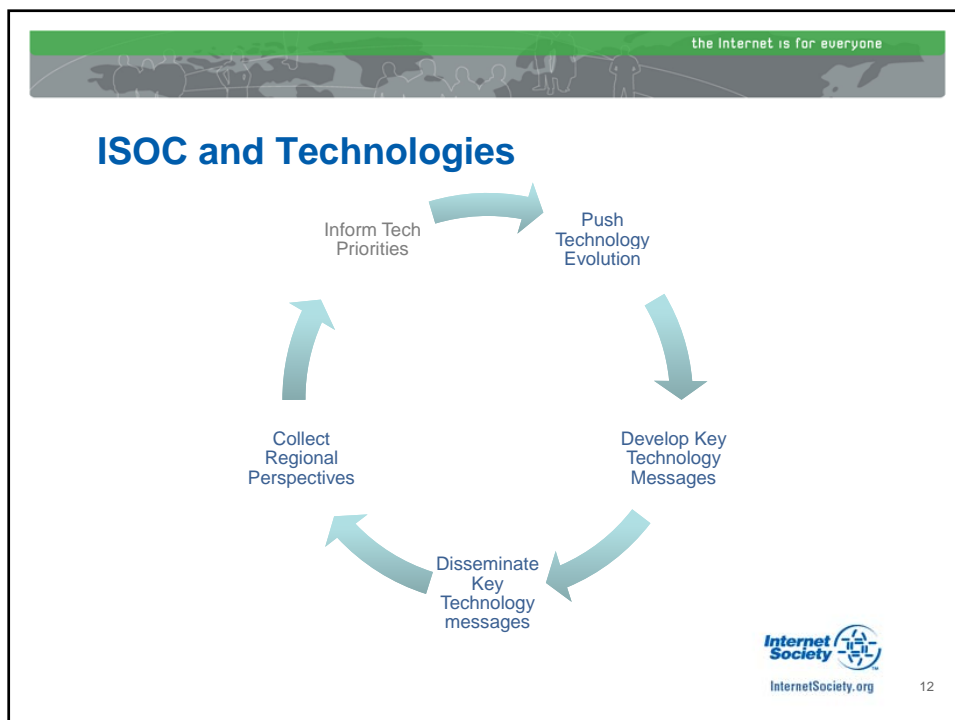 the Internet is for everyone
ISOC and Technologies
Inform Tech
Priorities
Push
Technology
Evolution
Collect
Regional
Perspectives
Develop Key
Technology
Messages
Disseminate
Key
Technology
messages
Internet
Society
TM
InternetSociety.org
12